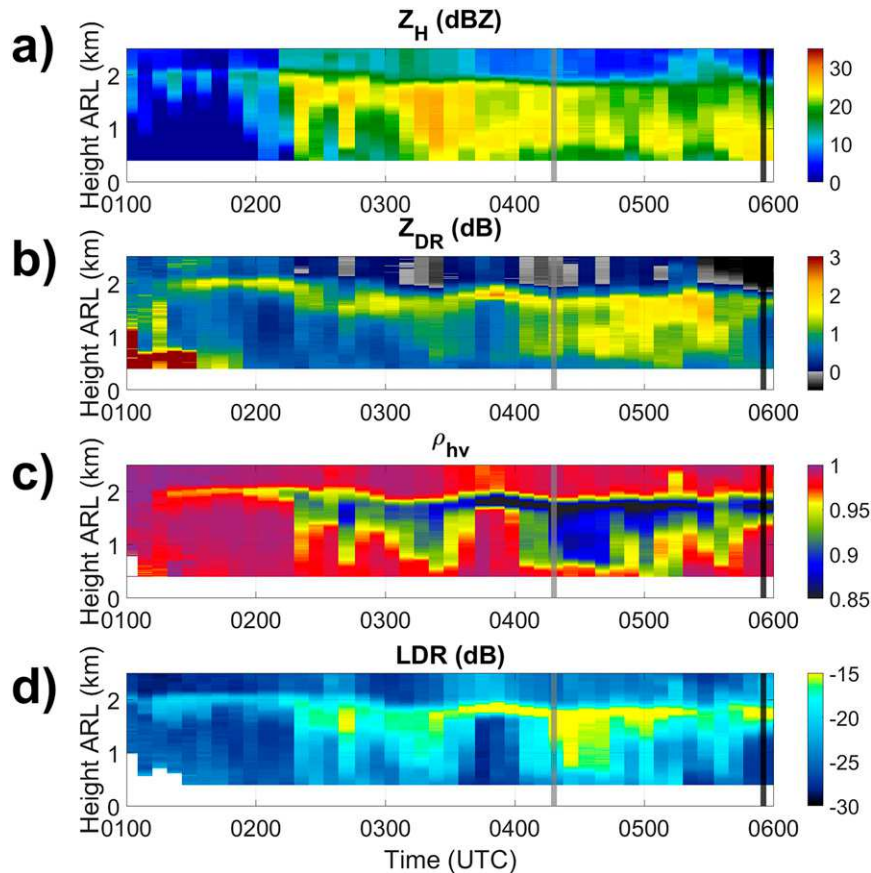 Z_H (dBZ)
a)
Height ARL (km)
2
1
0
0100 0200 0300 0400 0500 0600
30
20
10
0
Z_DR (dB)
b)
Height ARL (km)
2
1
0
0100 0200 0300 0400 0500 0600
3
2
1
0
ρ_hv
c)
Height ARL (km)
2
1
0
0100 0200 0300 0400 0500 0600
1
0.95
0.9
0.85
LDR (dB)
d)
Height ARL (km)
2
1
0
0100 0200 0300 0400 0500 0600
-15
-20
-25
-30
Time (UTC)